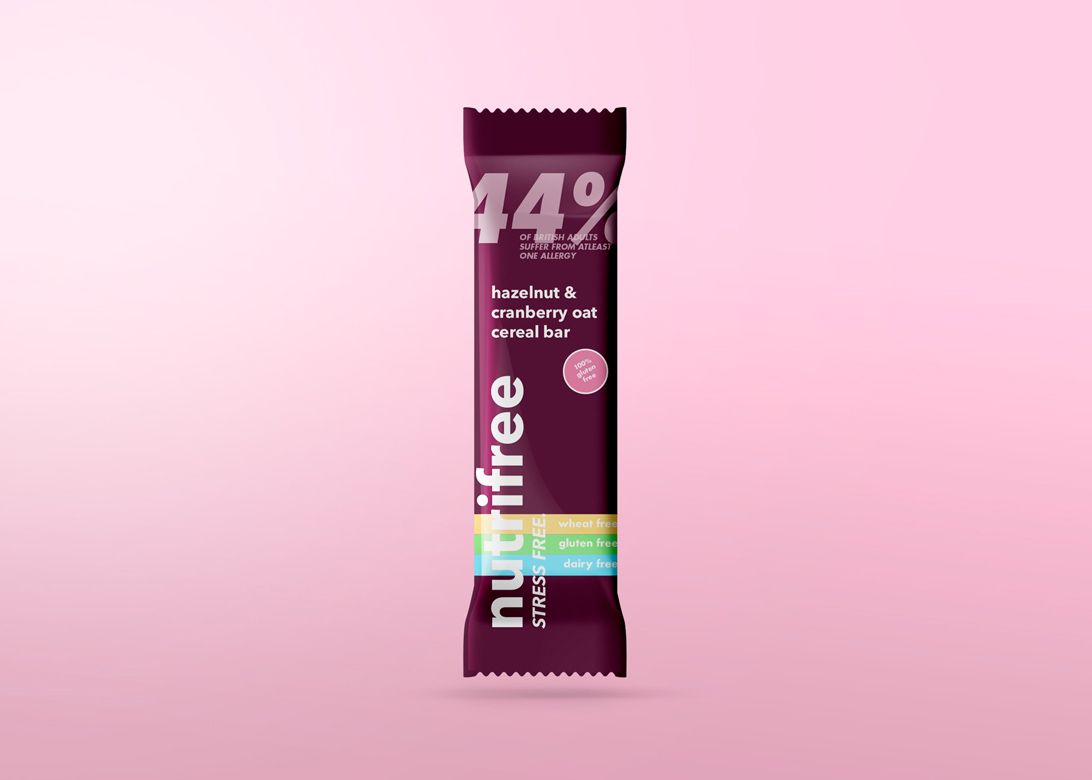 44%
OF BRITISH ADULTS
SUFFER FROM ATLEAST
ONE ALLERGY
hazelnut &
cranberry oat
cereal bar
100%
gluten
free
nutrifree
STRESS FREE.
wheat free
gluten free
dairy free